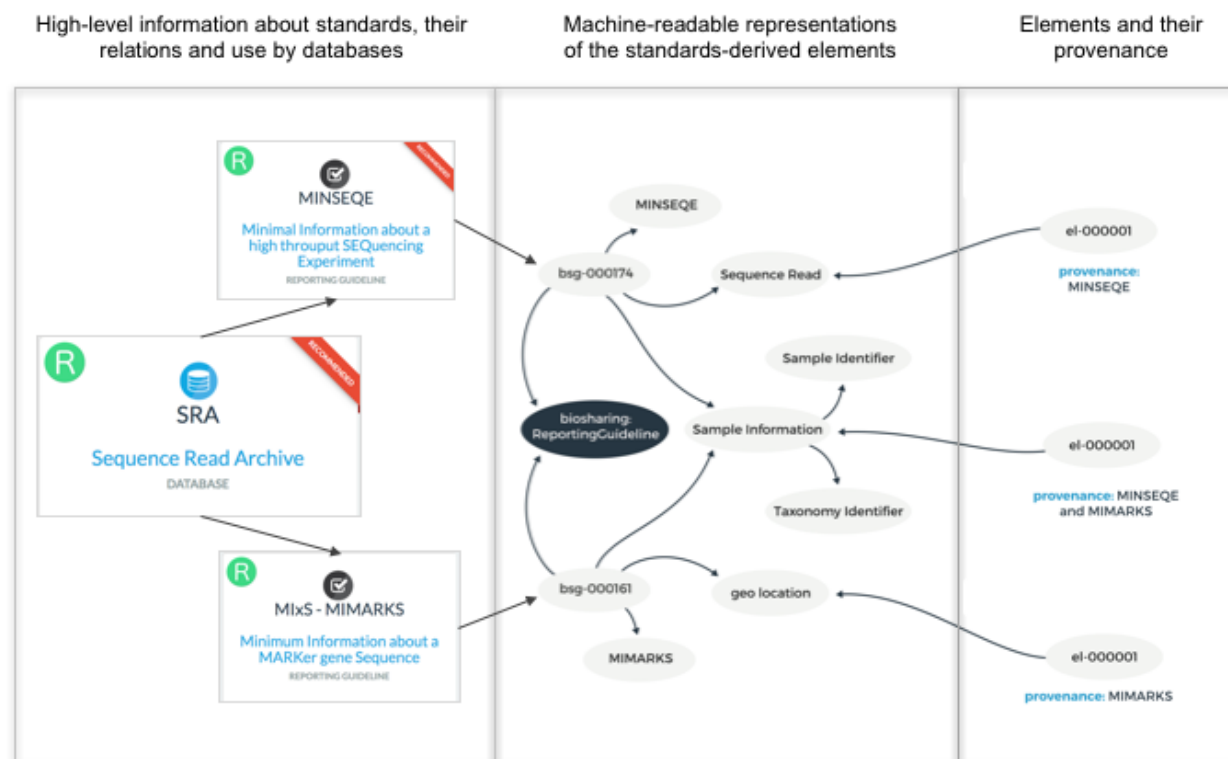 High-level information about standards, their
relations and use by databases
Machine-readable representations
of the standards-derived elements
Elements and their
provenance
R
RECOMMENDED
MINSEQE
Minimal Information about a
high throuput SEQuencing
Experiment
REPORTING GUIDELINE
R
RECOMMENDED
SRA
Sequence Read Archive
DATABASE
R
MIxS - MIMARKS
Minimum Information about a
MARKer gene Sequence
REPORTING GUIDELINE
MINSEQE
bsg-000174
Sequence Read
Sample Identifier
biosharing:
ReportingGuideline
Sample Information
Taxonomy Identifier
bsg-000161
geo location
MIMARKS
el-000001
provenance:
MINSEQE
el-000001
provenance: MINSEQE
and MIMARKS
el-000001
provenance: MIMARKS